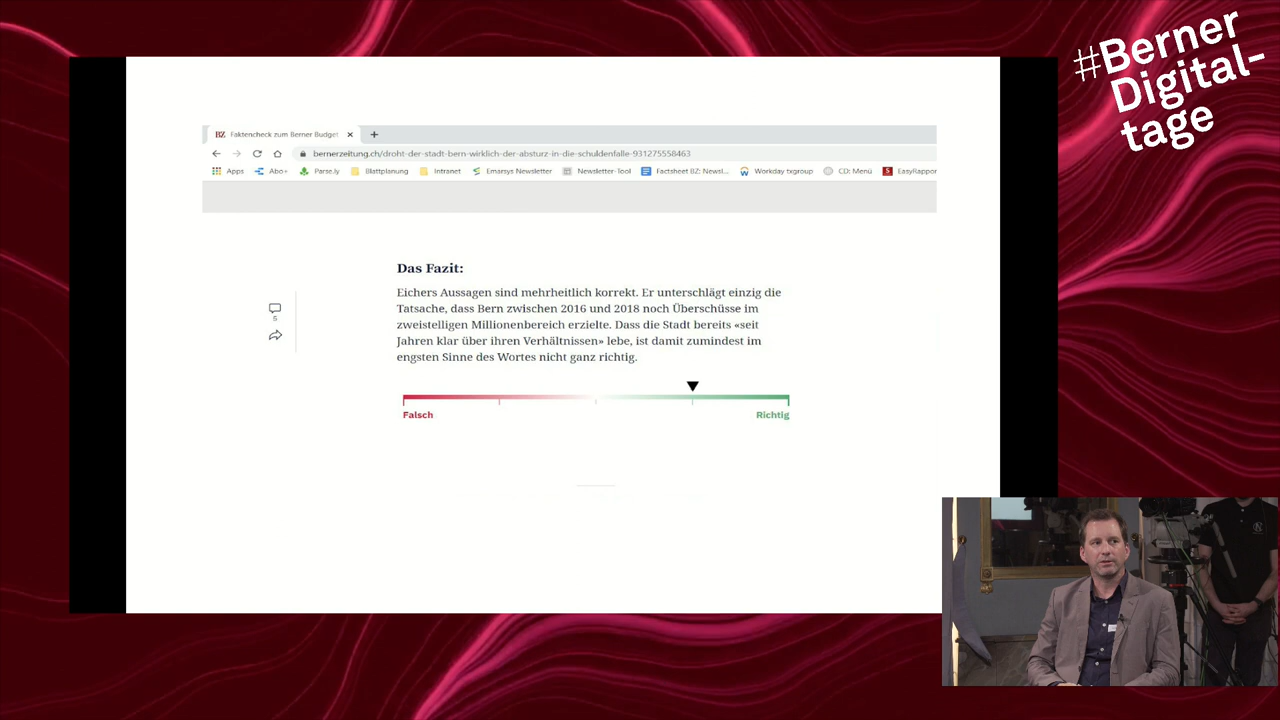 #Berner
Digital-
tage
BZ Faktencheck zum Berner Budget
bernerzeitung.ch/droht-der-stadt-bern-wirklich-der-absturz-in-die-schuldenfalle-931275558463
Apps Abo+ Parse.ly Blattplanung Intranet Emarsys Newsletter Newsletter-Tool Factsheet BZ: Newsl... Workday txgroup CD: Menü EasyRappor
Das Fazit:
Eichers Aussagen sind mehrheitlich korrekt. Er unterschlägt einzig die
Tatsache, dass Bern zwischen 2016 und 2018 noch Überschüsse im
zweistelligen Millionenbereich erzielte. Dass die Stadt bereits «seit
Jahren klar über ihren Verhältnissen» lebe, ist damit zumindest im
engsten Sinne des Wortes nicht ganz richtig.
5
Falsch Richtig